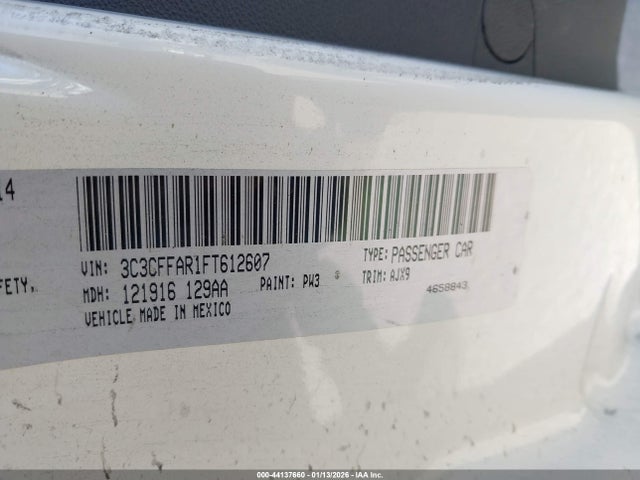 14
VIN: 3C3CFFAR1FT612607
TYPE: PASSENGER CAR
FETY,
MDH: 121916 129AA
PAINT: PW3
TRIM: AJX9
VEHICLE MADE IN MEXICO
4658843
000-44137660 - 01/13/2026 - IAA Inc.